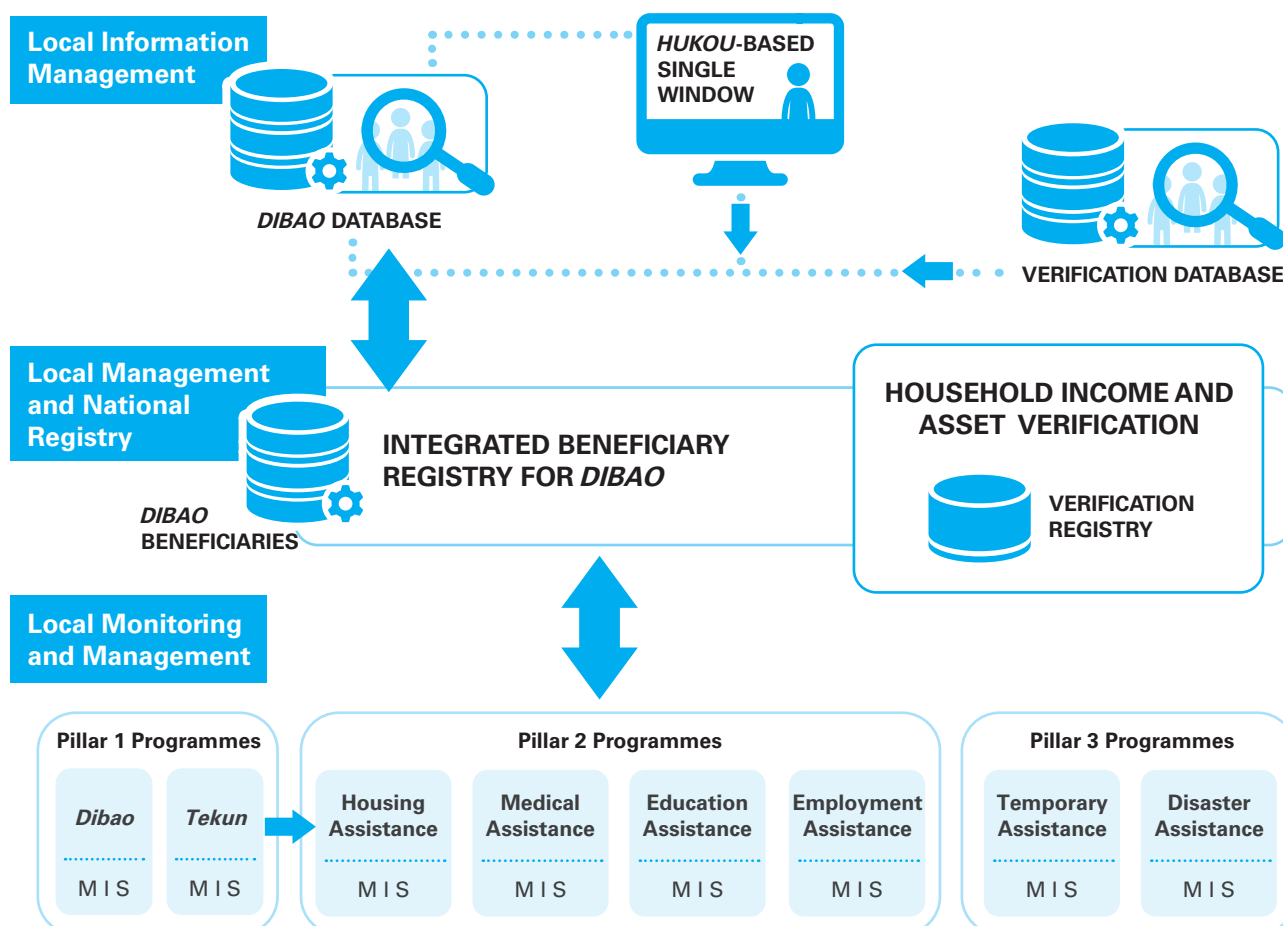 Local Information
Management
HUKOU-BASED
SINGLE
WINDOW
DIBAO DATABASE
VERIFICATION DATABASE
Local Management
and National
Registry
INTEGRATED BENEFICIARY
REGISTRY FOR DIBAO
DIBAO
BENEFICIARIES
HOUSEHOLD INCOME AND
ASSET VERIFICATION
VERIFICATION
REGISTRY
Local Monitoring
and Management
Pillar 1 Programmes
Dibao
MIS
Tekun
MIS
Pillar 2 Programmes
Housing
Assistance
MIS
Medical
Assistance
MIS
Education
Assistance
MIS
Employment
Assistance
MIS
Pillar 3 Programmes
Temporary
Assistance
MIS
Disaster
Assistance
MIS